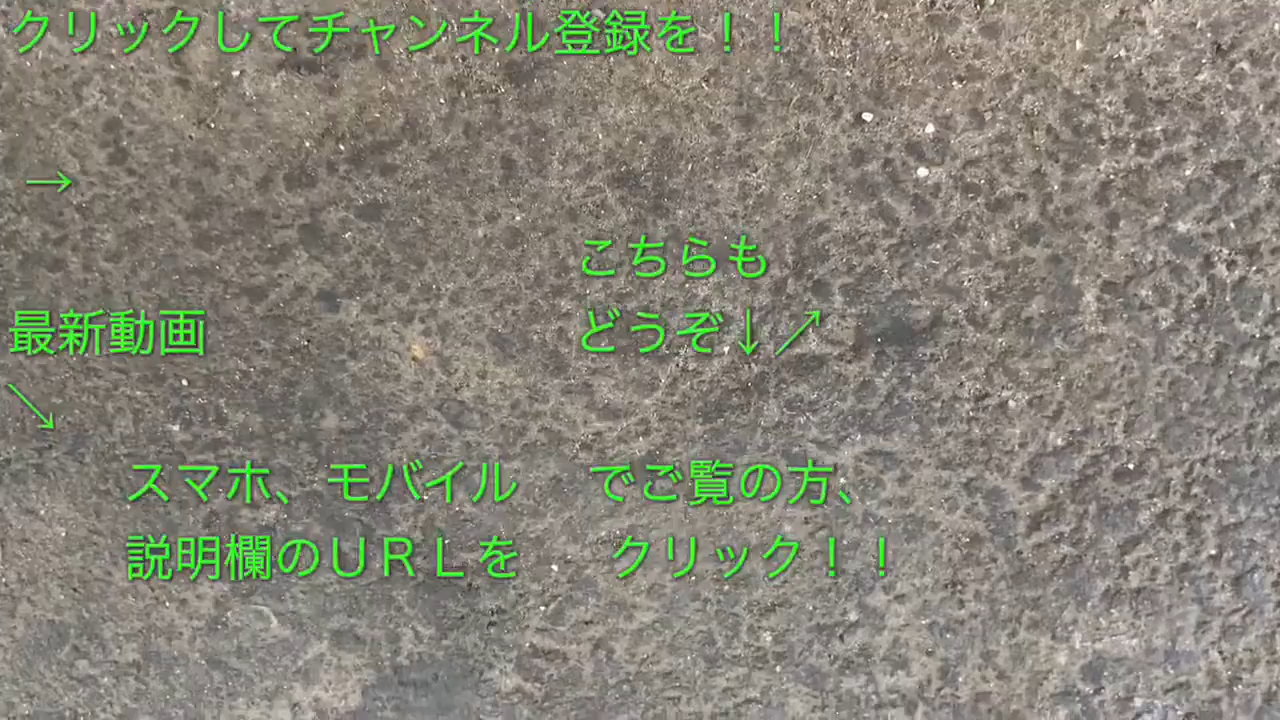 クリックしてチャンネル登録を！！
→
こちらも
どうぞ↓↗
最新動画
↘
スマホ、モバイル でご覧の方、
説明欄のＵＲＬを クリック！！